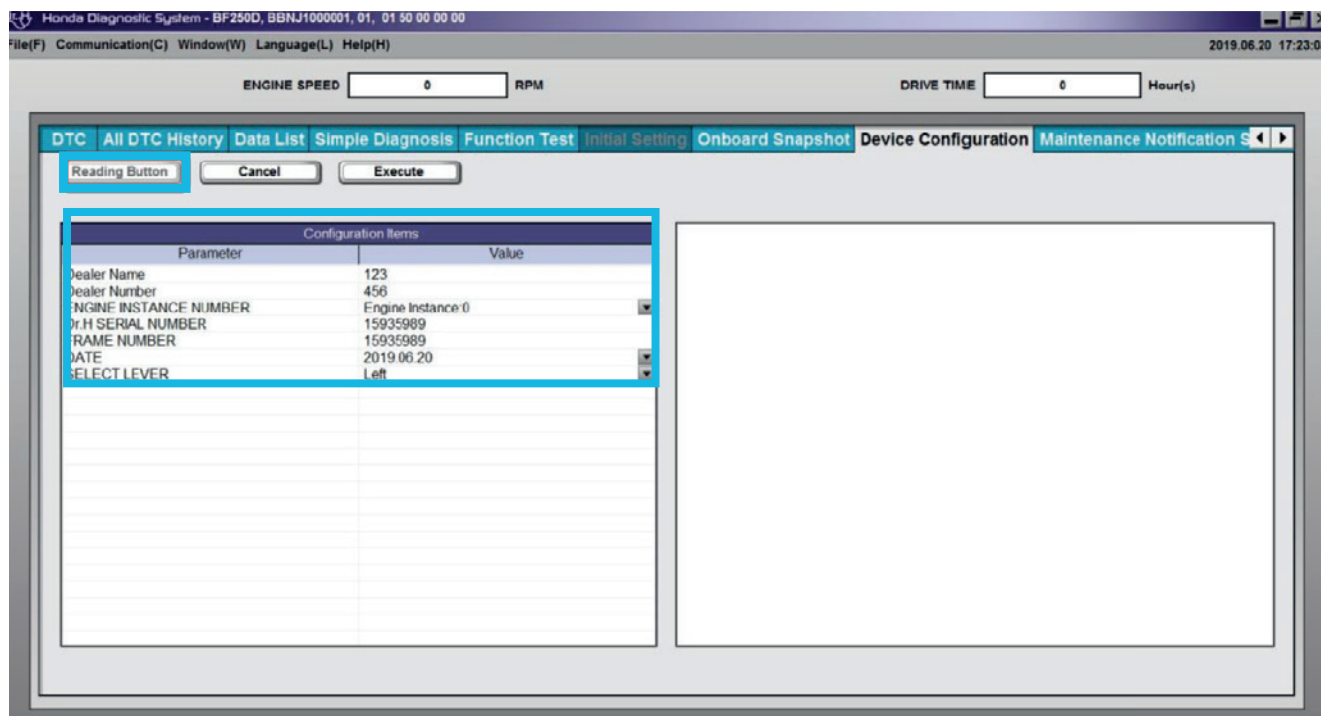 Honda Diagnostic System - BF250D, BBNJ1000001, 01, 01 50 00 00 00
File(F) Communication(C) Window(W) Language(L) Help(H) 2019.06.20 17:23:0
ENGINE SPEED 0 RPM DRIVE TIME 0 Hour(s)
DTC All DTC History Data List Simple Diagnosis Function Test Initial Setting Onboard Snapshot Device Configuration Maintenance Notification S
Reading Button Cancel Execute
Configuration Items
Parameter Value
Dealer Name 123
Dealer Number 456
ENGINE INSTANCE NUMBER Engine Instance:0
Dr.H SERIAL NUMBER 15935989
FRAME NUMBER 15935989
DATE 2019.06.20
SELECT LEVER Left